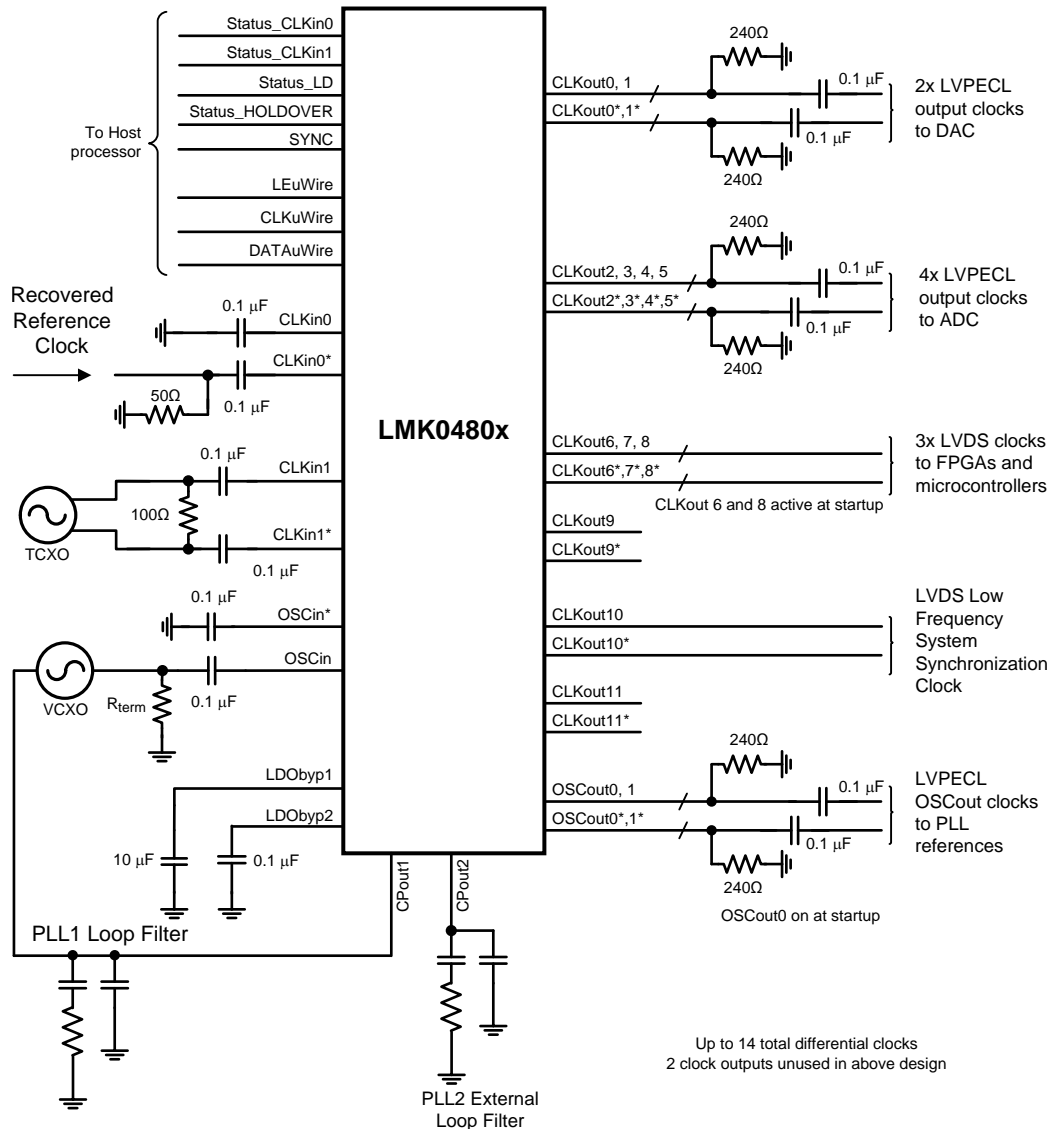 Status_CLKin0
Status_CLKin1
Status_LD
Status_HOLDOVER
SYNC
LEuWire
CLKuWire
DATAuWire
To Host
processor
Recovered
Reference
Clock
0.1 µF
CLKin0
CLKin0*
50Ω
0.1 µF
0.1 µF
CLKin1
100Ω
CLKin1*
TCXO
0.1 µF
0.1 µF
OSCin*
OSCin
VCXO
Rterm
0.1 µF
LDObyp1
LDObyp2
10 µF
0.1 µF
CPout1
CPout2
PLL1 Loop Filter
PLL2 External
Loop Filter
LMK0480x
240Ω
CLKout0, 1
0.1 µF
CLKout0*,1*
0.1 µF
240Ω
2x LVPECL
output clocks
to DAC
240Ω
CLKout2, 3, 4, 5
0.1 µF
CLKout2*,3*,4*,5*
0.1 µF
240Ω
4x LVPECL
output clocks
to ADC
CLKout6, 7, 8
CLKout6*,7*,8*
CLKout 6 and 8 active at startup
3x LVDS clocks
to FPGAs and
microcontrollers
CLKout9
CLKout9*
CLKout10
CLKout10*
LVDS Low
Frequency
System
Synchronization
Clock
CLKout11
CLKout11*
240Ω
OSCout0, 1
0.1 µF
OSCout0*,1*
0.1 µF
240Ω
LVPECL
OSCout clocks
to PLL
references
OSCout0 on at startup
Up to 14 total differential clocks
2 clock outputs unused in above design